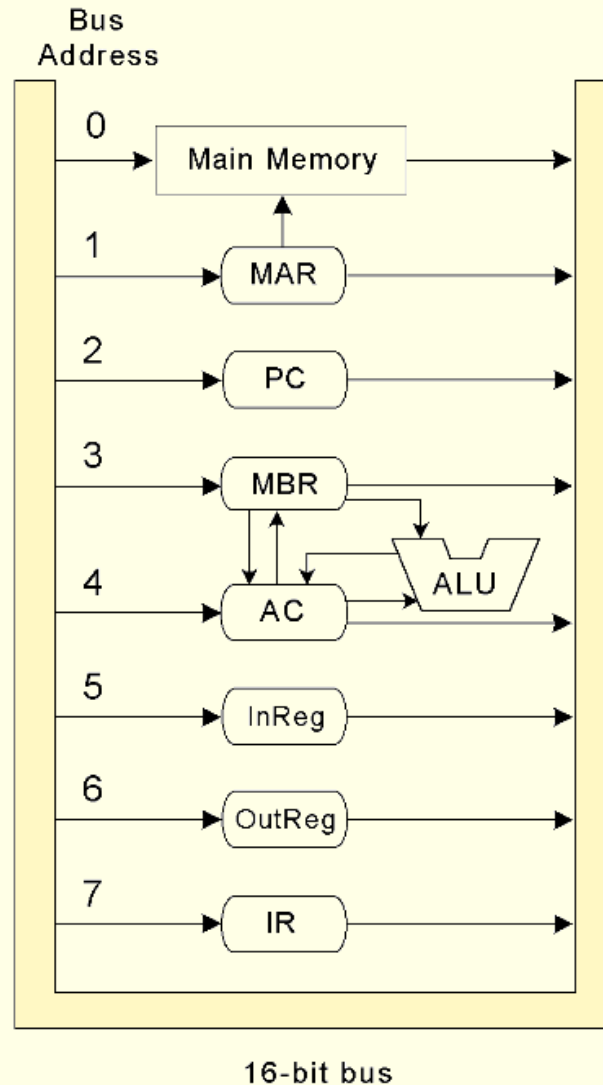 Bus
Address
0
Main Memory
1
MAR
2
PC
3
MBR
ALU
4
AC
5
InReg
6
OutReg
7
IR
16-bit bus